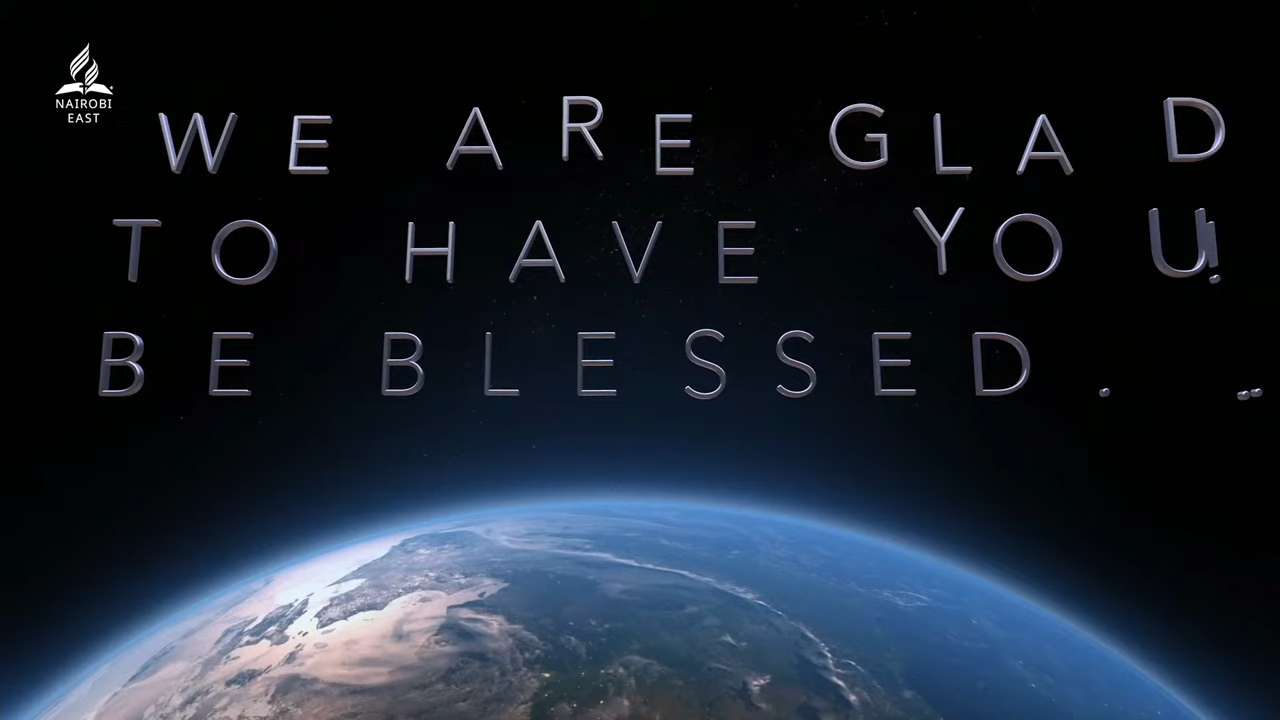 NAIROBI
EAST
WE ARE GLAD
TO HAVE YOU!
BE BLESSED...